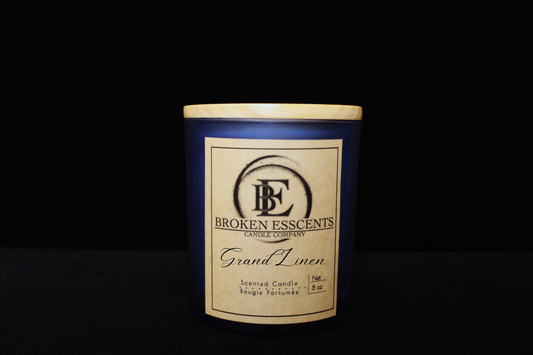 BE
BROKEN ESSCENTS
CANDLE COMPANY
Grand Linen
Scented Candle
Bougie Parfumée
Net
8 oz